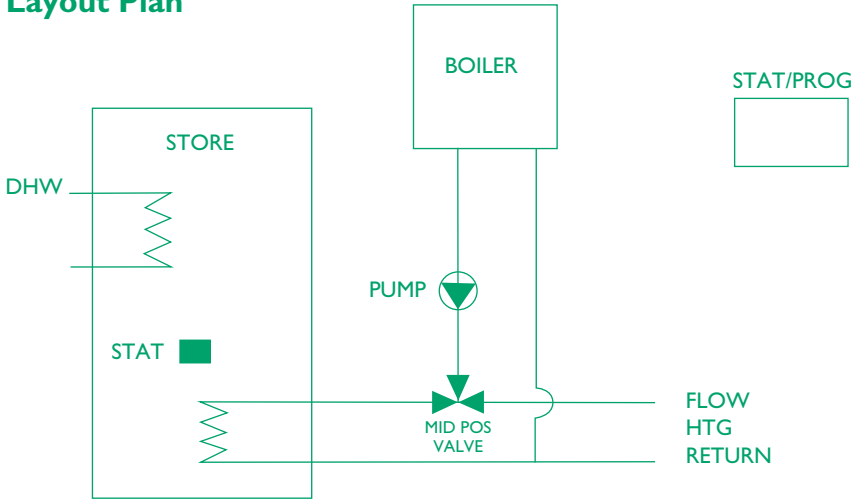 Layout Plan
BOILER
STAT/PROG
STORE
DHW
PUMP
STAT
MID POS
VALVE
FLOW
HTG
RETURN